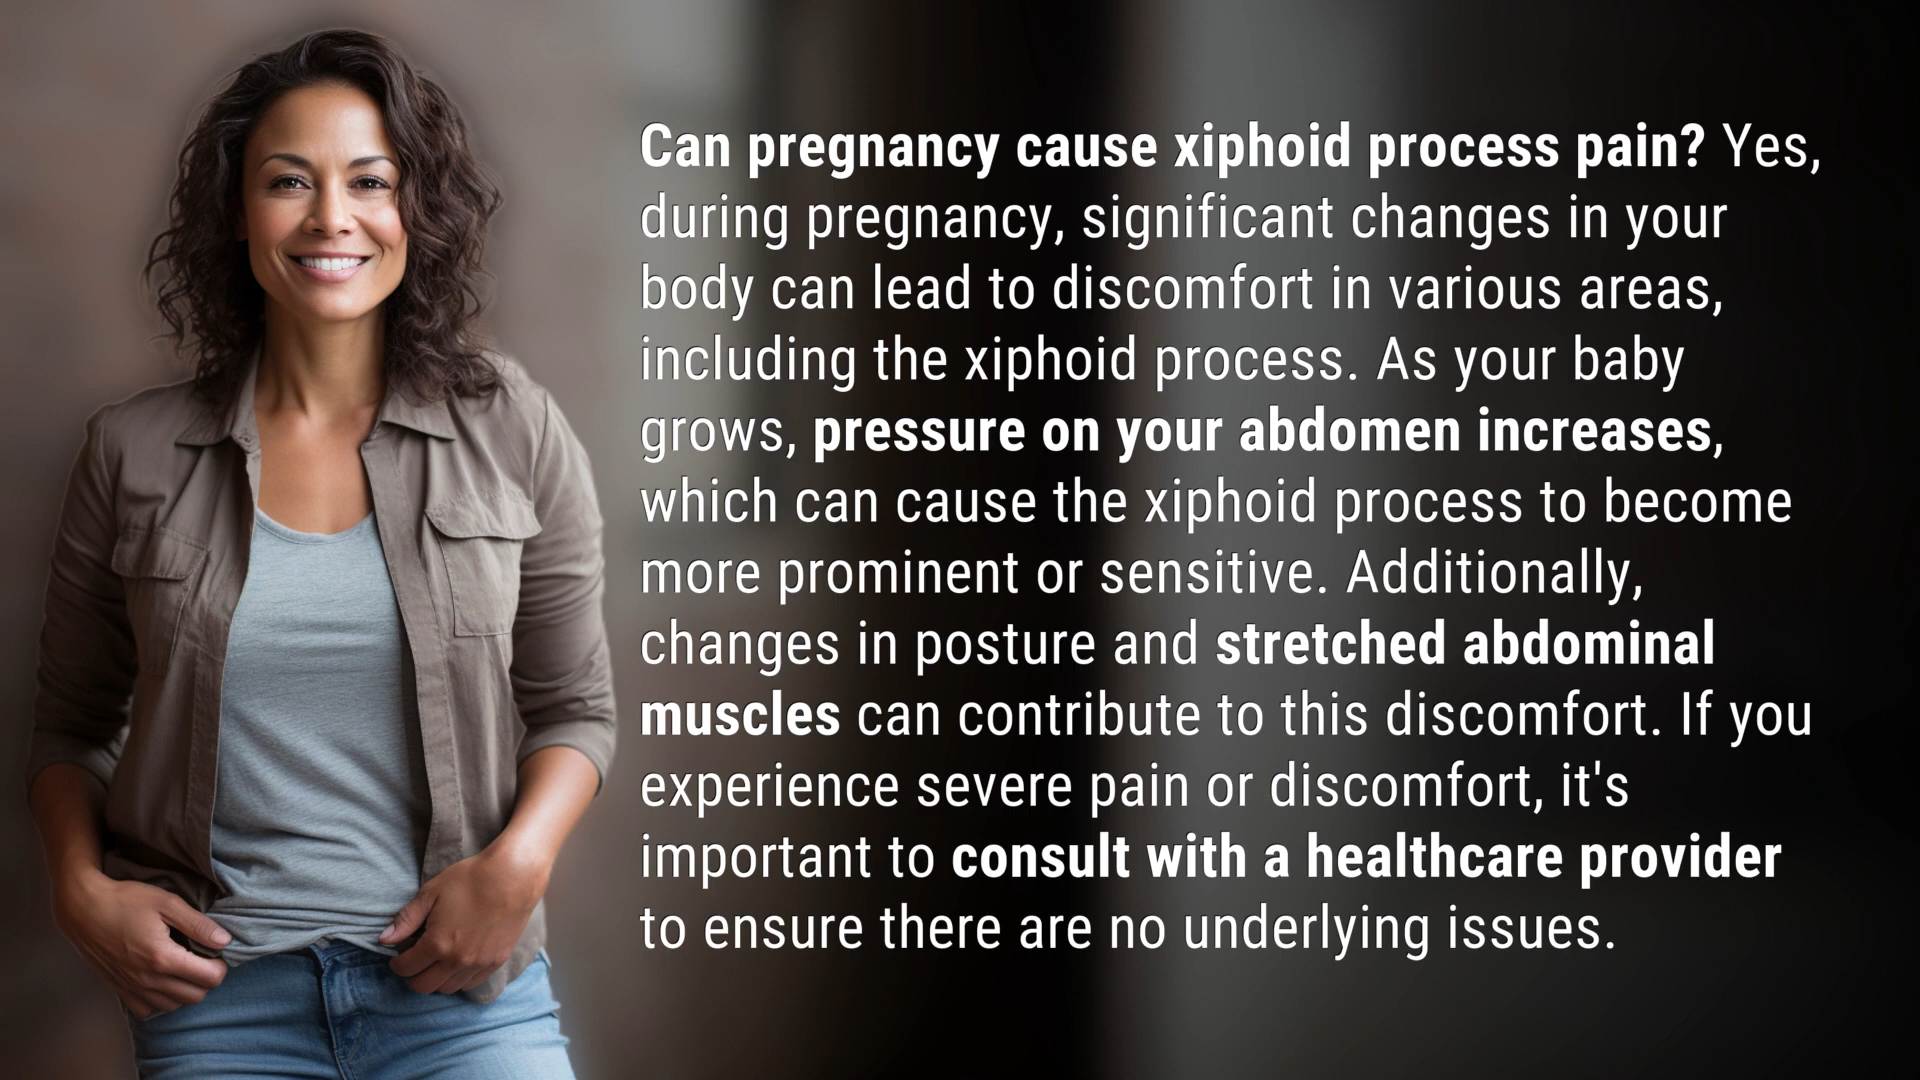 Can pregnancy cause xiphoid process pain? Yes,
during pregnancy, significant changes in your
body can lead to discomfort in various areas,
including the xiphoid process. As your baby
grows, pressure on your abdomen increases,
which can cause the xiphoid process to become
more prominent or sensitive. Additionally,
changes in posture and stretched abdominal
muscles can contribute to this discomfort. If you
experience severe pain or discomfort, it's
important to consult with a healthcare provider
to ensure there are no underlying issues.